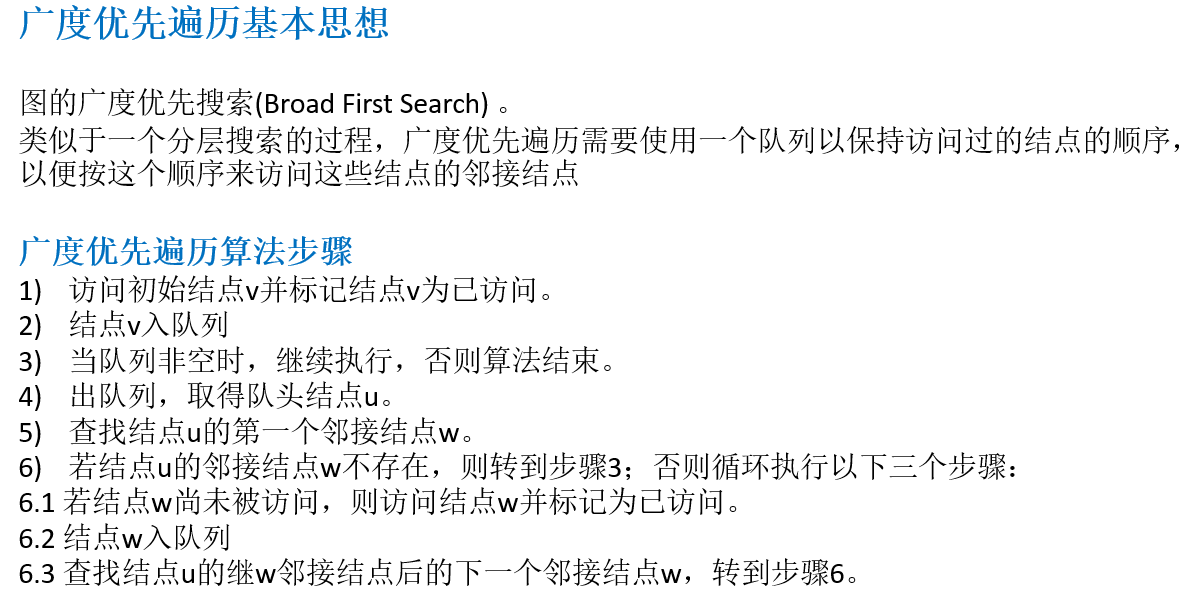 广度优先遍历基本思想
图的广度优先搜索(Broad First Search) 。
类似于一个分层搜索的过程，广度优先遍历需要使用一个队列以保持访问过的结点的顺序，
以便按这个顺序来访问这些结点的邻接结点
广度优先遍历算法步骤
1) 访问初始结点v并标记结点v为已访问。
2) 结点v入队列
3) 当队列非空时，继续执行，否则算法结束。
4) 出队列，取得队头结点u。
5) 查找结点u的第一个邻接结点w。
6) 若结点u的邻接结点w不存在，则转到步骤3；否则循环执行以下三个步骤：
6.1 若结点w尚未被访问，则访问结点w并标记为已访问。
6.2 结点w入队列
6.3 查找结点u的继w邻接结点后的下一个邻接结点w，转到步骤6。